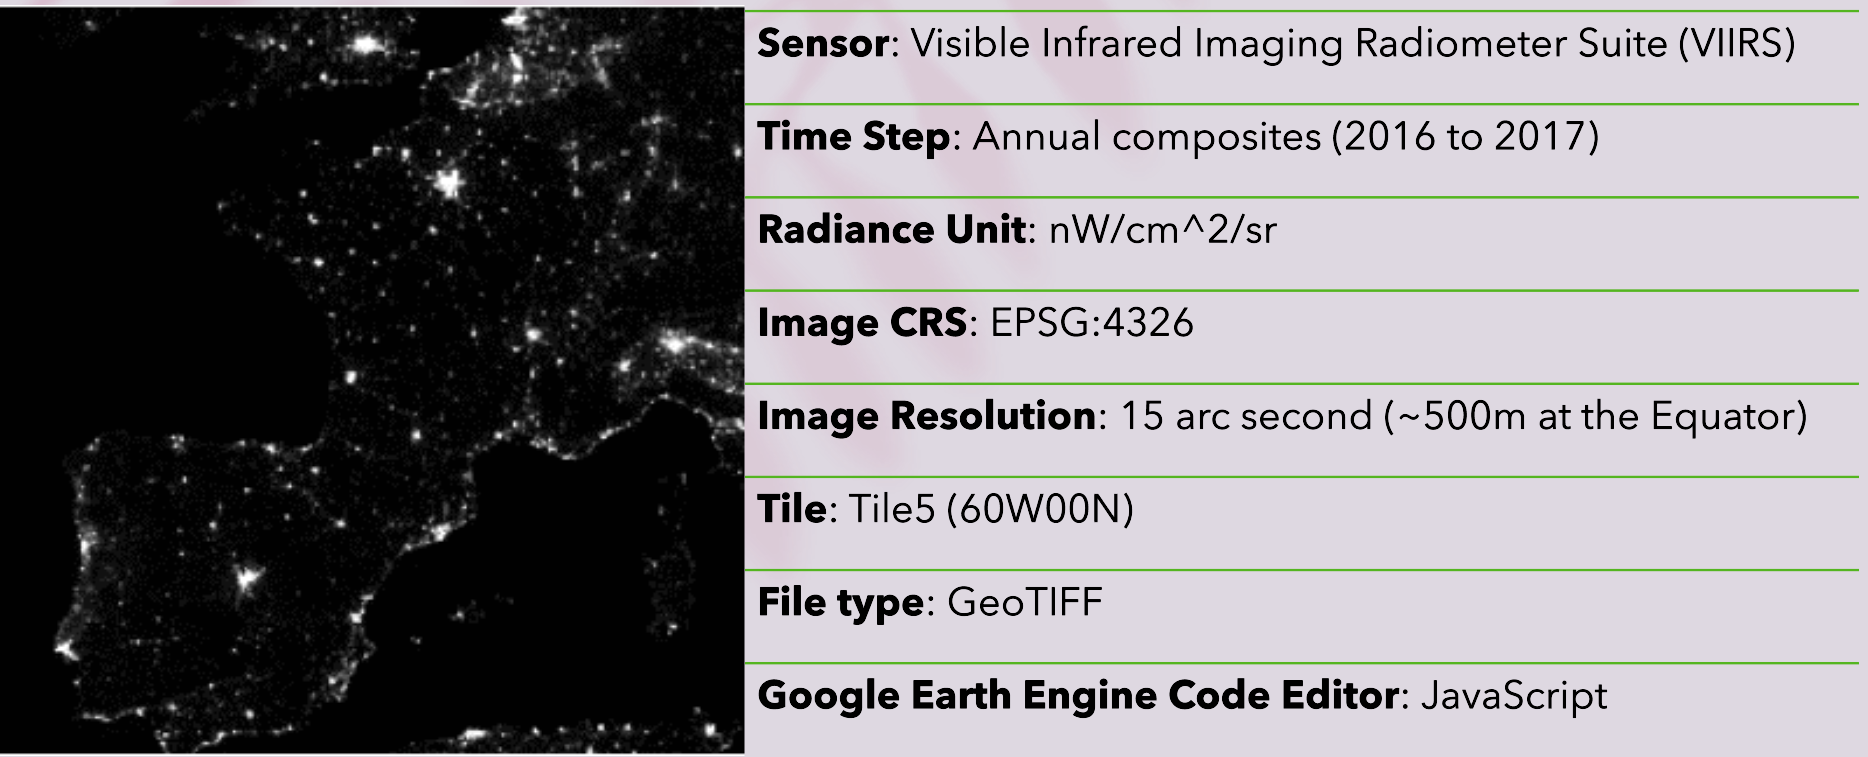 Sensor: Visible Infrared Imaging Radiometer Suite (VIIRS)
Time Step: Annual composites (2016 to 2017)
Radiance Unit: nW/cm^2/sr
Image CRS: EPSG:4326
Image Resolution: 15 arc second (~500m at the Equator)
Tile: Tile5 (60W00N)
File type: GeoTIFF
Google Earth Engine Code Editor: JavaScript